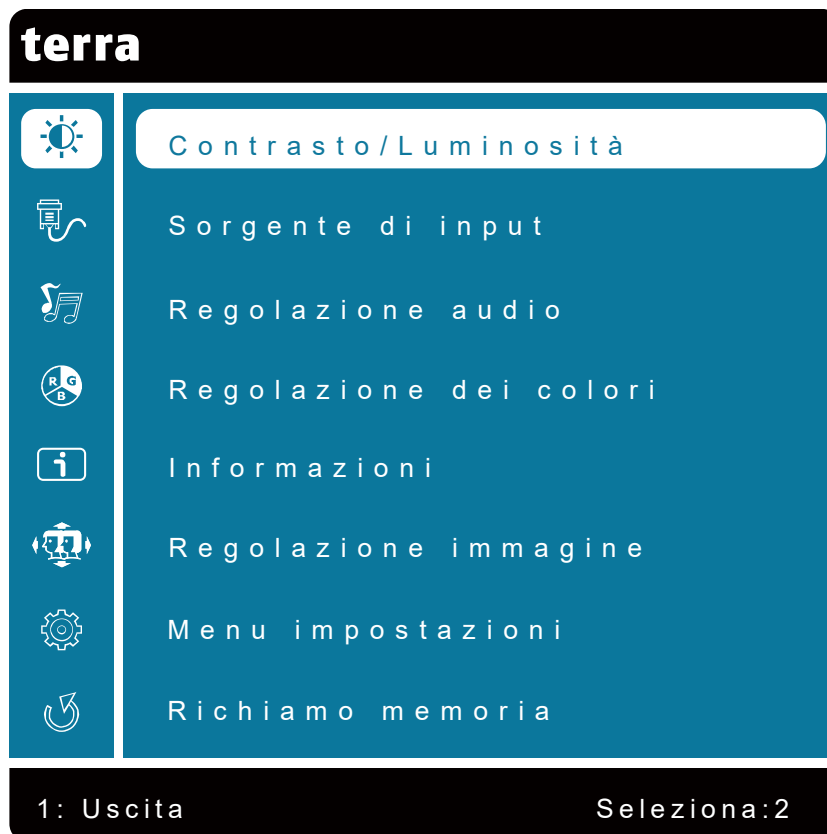 terra
Contrasto/Luminosità
Sorgente di input
Regolazione audio
R G B
Regolazione dei colori
i
Informazioni
Regolazione immagine
Menu impostazioni
Richiamo memoria
1: Uscita
Seleziona:2